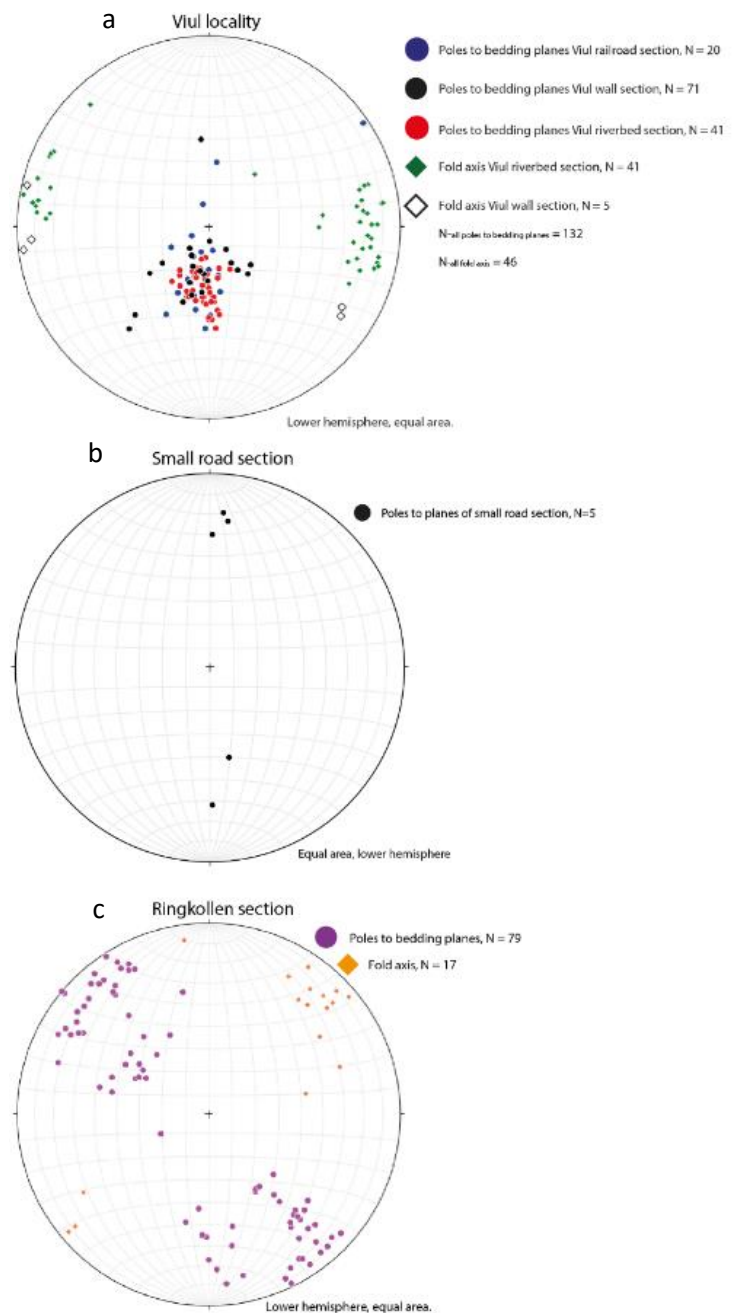 a
Viul locality
Poles to bedding planes Viul railroad section, N = 20
Poles to bedding planes Viul wall section, N = 71
Poles to bedding planes Viul riverbed section, N = 41
Fold axis Viul riverbed section, N = 41
Fold axis Viul wall section, N = 5
N-all poles to bedding planes = 132
N-all fold axis = 46
Lower hemisphere, equal area.
b
Small road section
Poles to planes of small road section, N=5
Equal area, lower hemisphere
c
Ringkollen section
Poles to bedding planes, N = 79
Fold axis, N = 17
Lower hemisphere, equal area.